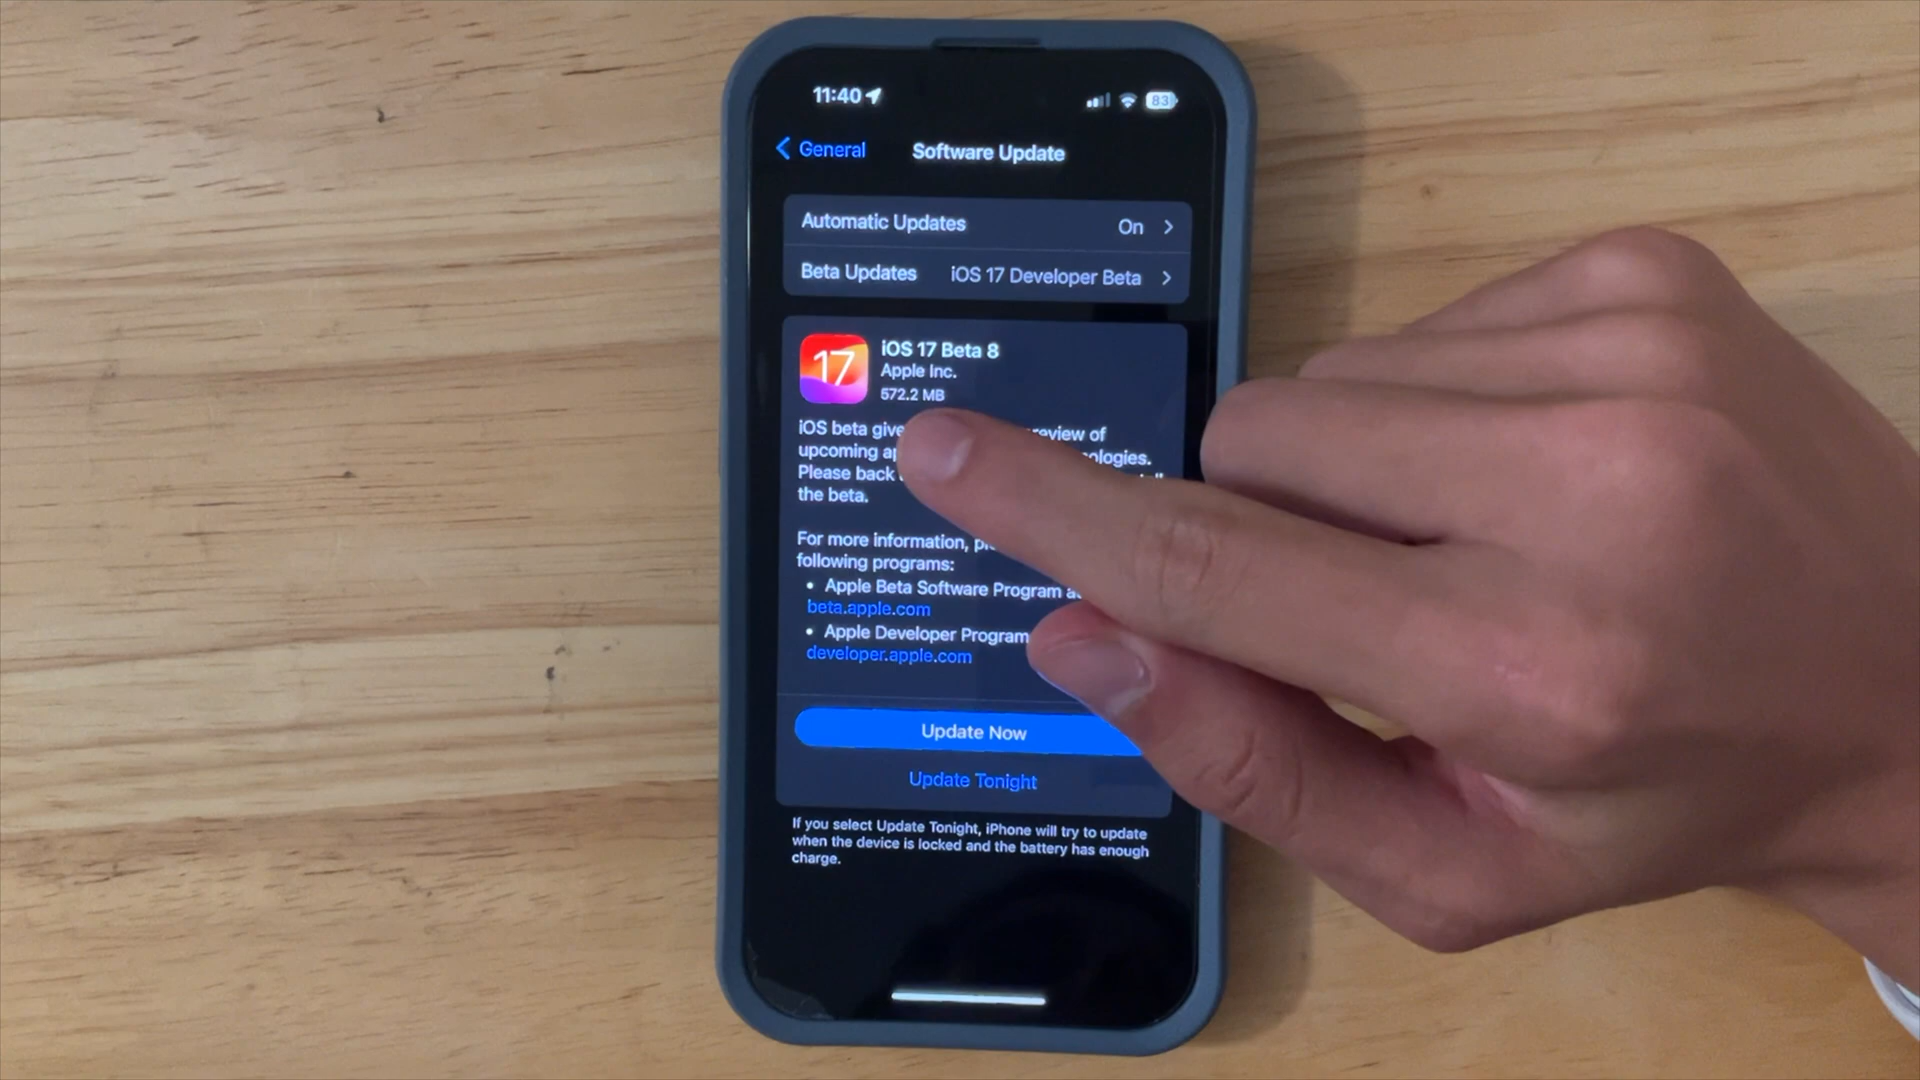 11:40
83
General
Software Update
Automatic Updates On
Beta Updates iOS 17 Developer Beta
17
iOS 17 Beta 8
Apple Inc.
572.2 MB
iOS beta of
upcoming
Please back
the beta.
For more information,
following programs:
• Apple Beta Software Program
beta.apple.com
• Apple Developer Program
developer.apple.com
Update Now
Update Tonight
If you select Update Tonight, iPhone will try to update
when the device is locked and the battery has enough
charge.